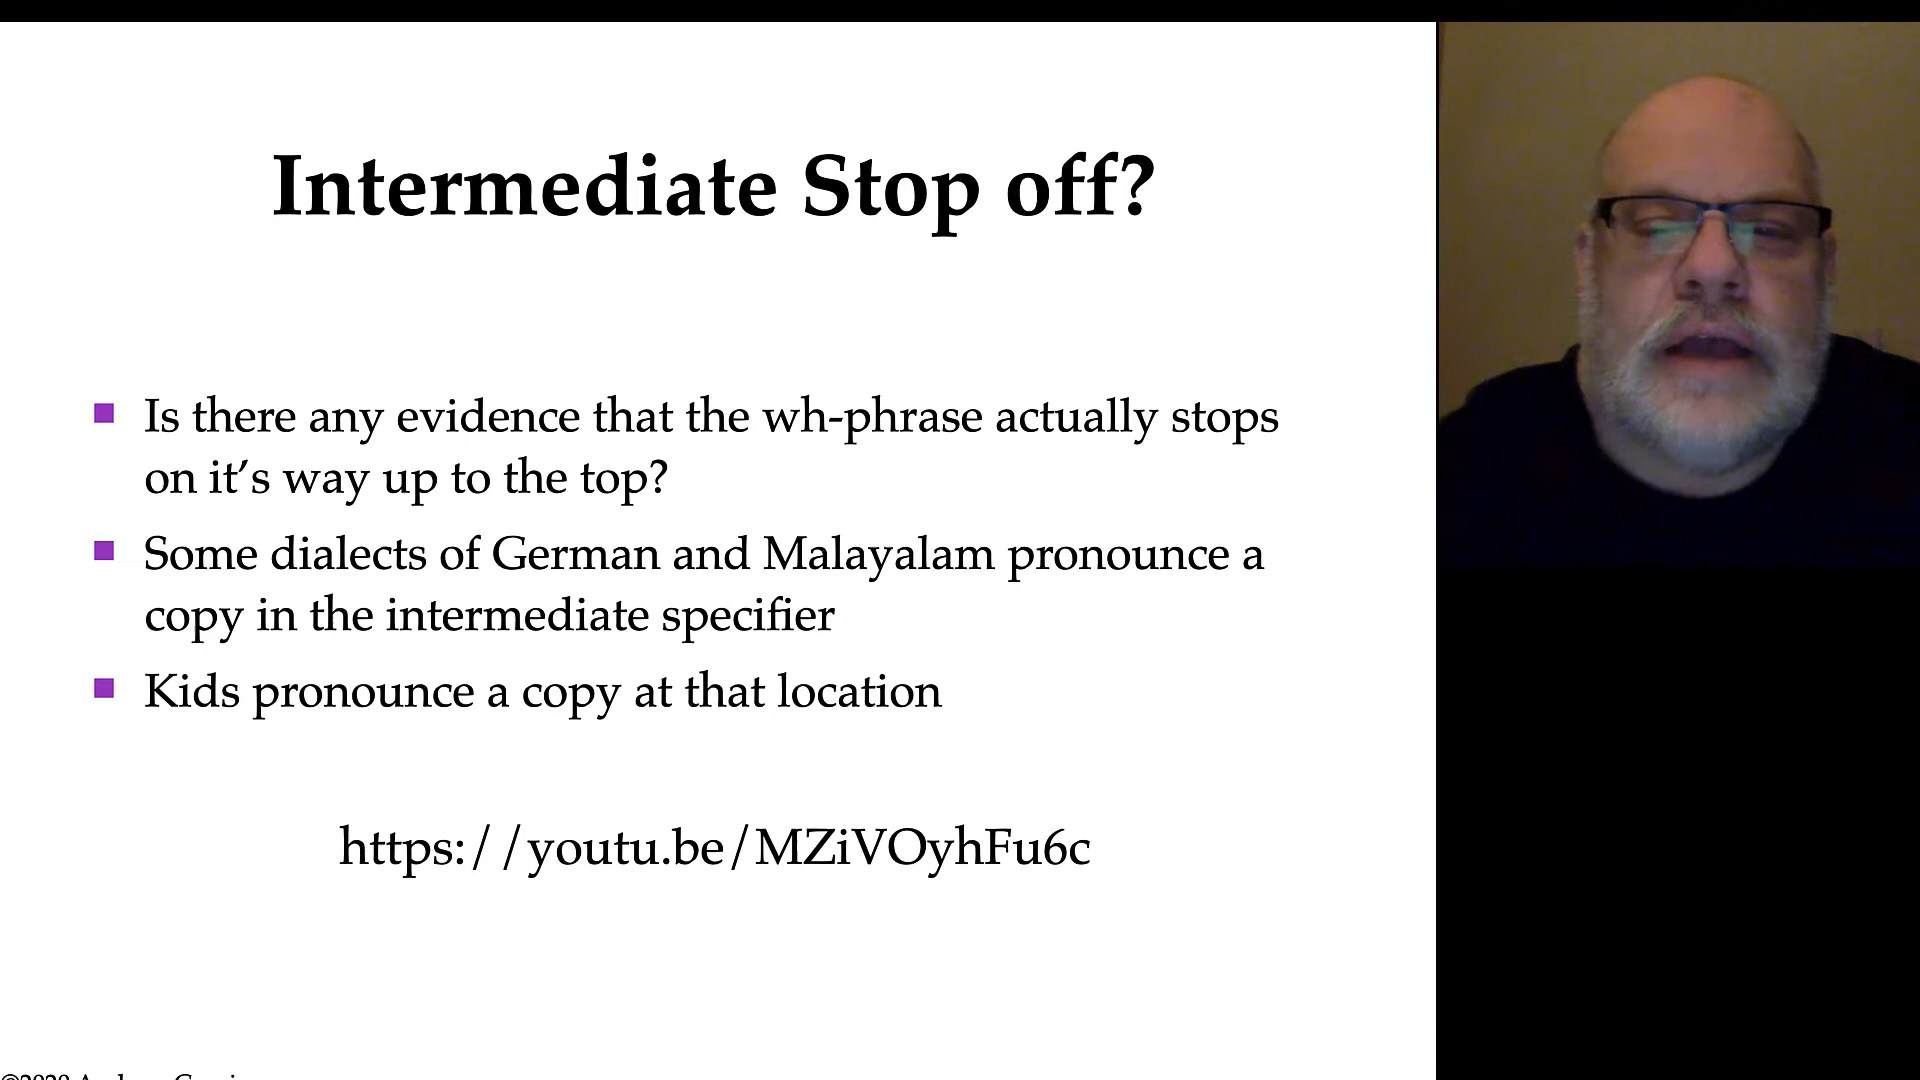 Intermediate Stop off?
Is there any evidence that the wh-phrase actually stops
on it's way up to the top?
Some dialects of German and Malayalam pronounce a
copy in the intermediate specifier
Kids pronounce a copy at that location
https://youtu.be/MZiVOyhFu6c
©2020